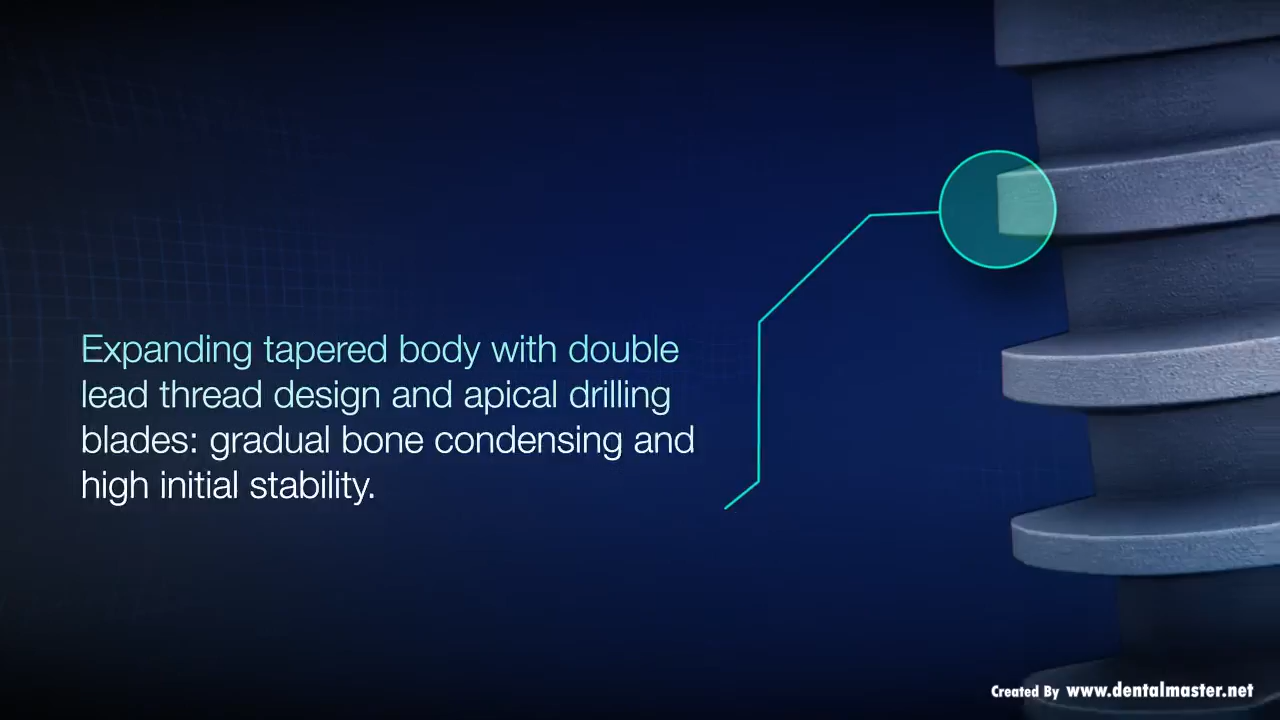 Expanding tapered body with double
lead thread design and apical drilling
blades: gradual bone condensing and
high initial stability.
Created By www.dentalmaster.net